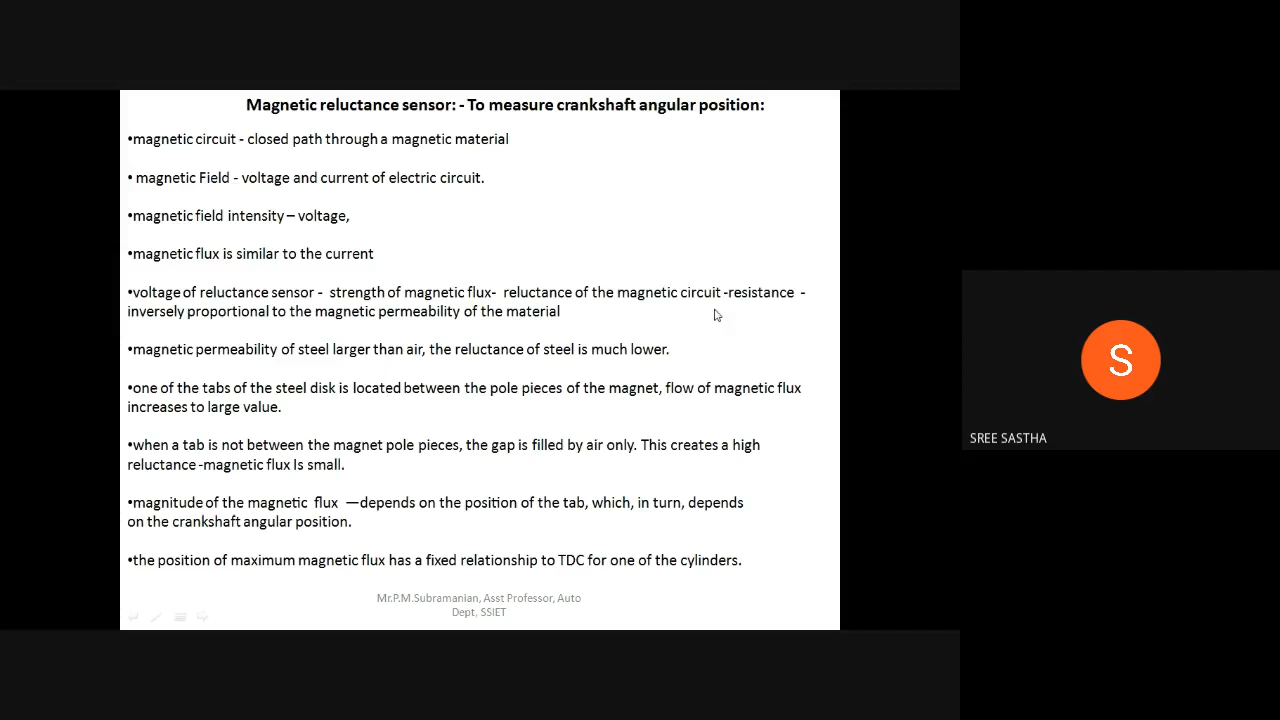 Magnetic reluctance sensor: - To measure crankshaft angular position:
•magnetic circuit - closed path through a magnetic material
• magnetic Field - voltage and current of electric circuit.
•magnetic field intensity – voltage,
•magnetic flux is similar to the current
•voltage of reluctance sensor - strength of magnetic flux- reluctance of the magnetic circuit -resistance -
inversely proportional to the magnetic permeability of the material
•magnetic permeability of steel larger than air, the reluctance of steel is much lower.
•one of the tabs of the steel disk is located between the pole pieces of the magnet, flow of magnetic flux
increases to large value.
•when a tab is not between the magnet pole pieces, the gap is filled by air only. This creates a high
reluctance -magnetic flux Is small.
•magnitude of the magnetic flux —depends on the position of the tab, which, in turn, depends
on the crankshaft angular position.
•the position of maximum magnetic flux has a fixed relationship to TDC for one of the cylinders.
Mr.P.M.Subramanian, Asst Professor, Auto
Dept, SSIET
S
SREE SASTHA